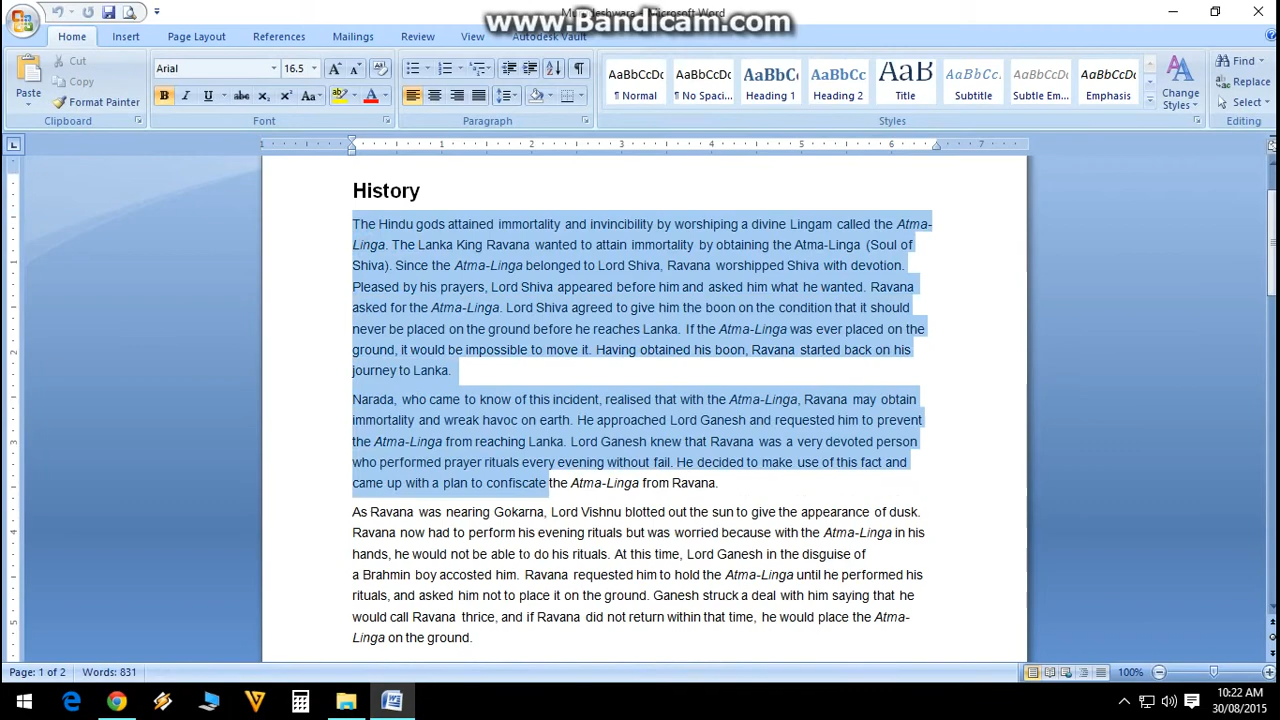 Microsoft Word
www.Bandicam.com
Home Insert Page Layout References Mailings Review View Autodesk Vault
Paste
Cut
Copy
Format Painter
Clipboard
Arial 16.5
Font
Paragraph
AaBbCcDc AaBbCcDc AaBbC AaBbCc AaB AaBbCc. AaBbCcDc AaBbCcDc
¶ Normal ¶ No Spaci... Heading 1 Heading 2 Title Subtitle Subtle Em... Emphasis
Change Styles
Styles
Find
Replace
Select
Editing
1 1 2 3 4 5 6 7
1
2
3
4
5
History
The Hindu gods attained immortality and invincibility by worshiping a divine Lingam called the Atma-
Linga. The Lanka King Ravana wanted to attain immortality by obtaining the Atma-Linga (Soul of
Shiva). Since the Atma-Linga belonged to Lord Shiva, Ravana worshipped Shiva with devotion.
Pleased by his prayers, Lord Shiva appeared before him and asked him what he wanted. Ravana
asked for the Atma-Linga. Lord Shiva agreed to give him the boon on the condition that it should
never be placed on the ground before he reaches Lanka. If the Atma-Linga was ever placed on the
ground, it would be impossible to move it. Having obtained his boon, Ravana started back on his
journey to Lanka.
Narada, who came to know of this incident, realised that with the Atma-Linga, Ravana may obtain
immortality and wreak havoc on earth. He approached Lord Ganesh and requested him to prevent
the Atma-Linga from reaching Lanka. Lord Ganesh knew that Ravana was a very devoted person
who performed prayer rituals every evening without fail. He decided to make use of this fact and
came up with a plan to confiscate the Atma-Linga from Ravana.
As Ravana was nearing Gokarna, Lord Vishnu blotted out the sun to give the appearance of dusk.
Ravana now had to perform his evening rituals but was worried because with the Atma-Linga in his
hands, he would not be able to do his rituals. At this time, Lord Ganesh in the disguise of
a Brahmin boy accosted him. Ravana requested him to hold the Atma-Linga until he performed his
rituals, and asked him not to place it on the ground. Ganesh struck a deal with him saying that he
would call Ravana thrice, and if Ravana did not return within that time, he would place the Atma-
Linga on the ground.
Page: 1 of 2 Words: 831
100%
10:22 AM
30/08/2015